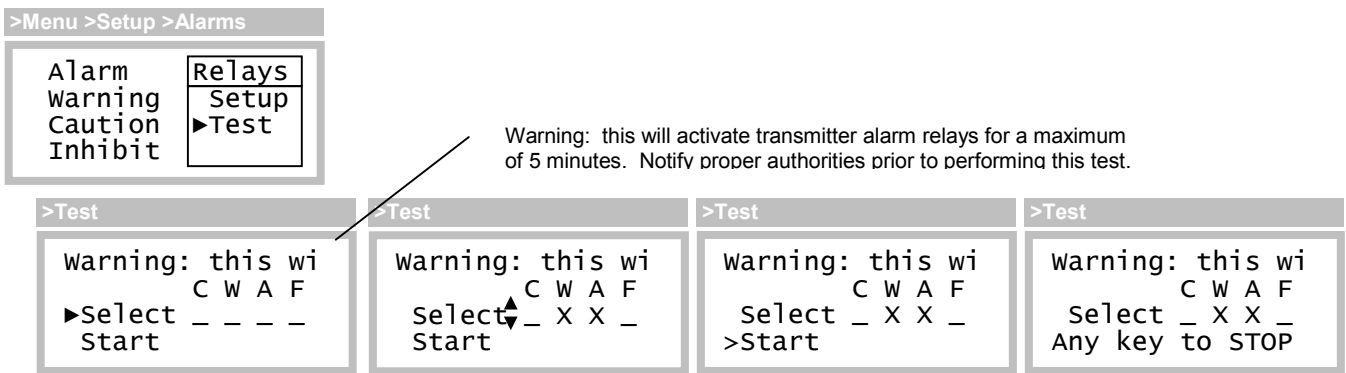 >Menu >Setup >Alarms
Alarm Relays
Warning Setup
Caution ►Test
Inhibit
Warning: this will activate transmitter alarm relays for a maximum
of 5 minutes. Notify proper authorities prior to performing this test.
>Test
Warning: this wi
C W A F
►Select _ _ _ _
Start
>Test
Warning: this wi
C W A F
Select _ X X _
Start
>Test
Warning: this wi
C W A F
Select _ X X _
>Start
>Test
Warning: this wi
C W A F
Select _ X X _
Any key to STOP